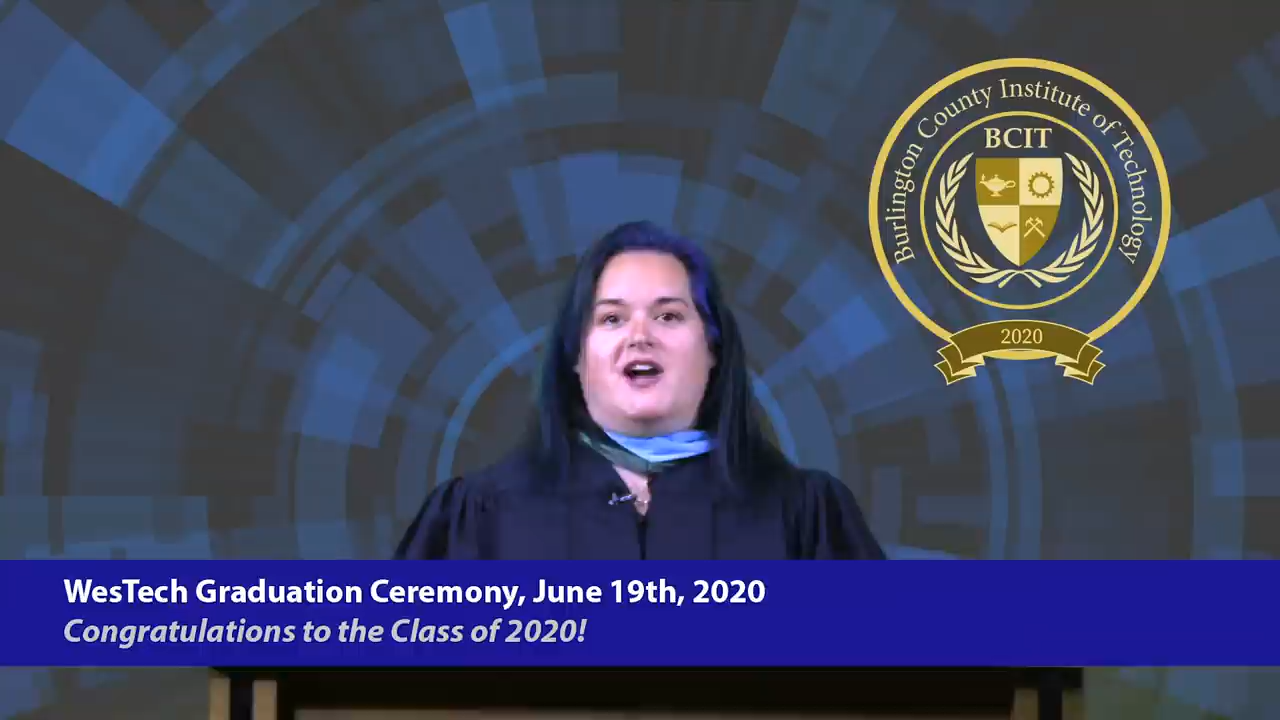 Burlington County Institute of Technology
BCIT
2020
WesTech Graduation Ceremony, June 19th, 2020
Congratulations to the Class of 2020!